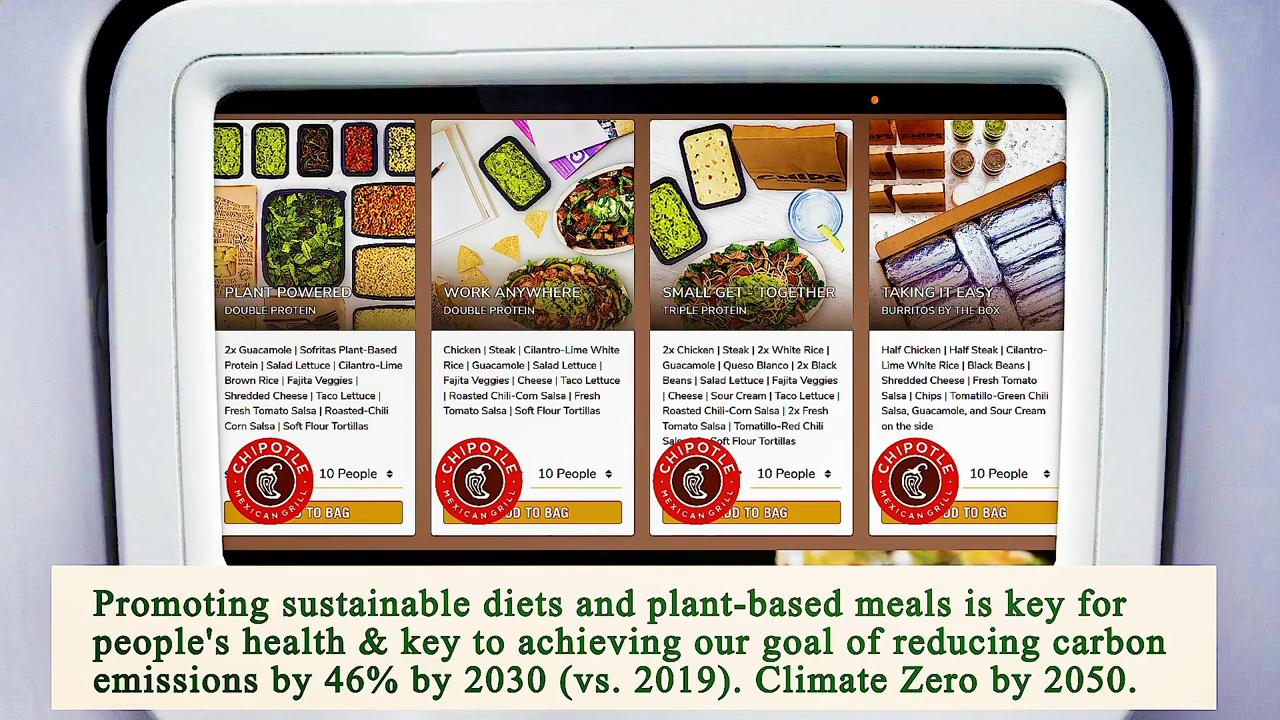 CHIPS
CHIPS
PLANT POWERED
DOUBLE PROTEIN
2x Guacamole | Sofritas Plant-Based
Protein | Salad Lettuce | Cilantro-Lime
Brown Rice | Fajita Veggies |
Shredded Cheese | Taco Lettuce |
Fresh Tomato Salsa | Roasted-Chili
Corn Salsa | Soft Flour Tortillas
CHIPOTLE
MEXICAN GRILL
10 People
D TO BAG
WORK ANYWHERE
DOUBLE PROTEIN
Chicken | Steak | Cilantro-Lime White
Rice | Guacamole | Salad Lettuce |
Fajita Veggies | Cheese | Taco Lettuce
| Roasted Chili-Corn Salsa | Fresh
Tomato Salsa | Soft Flour Tortillas
CHIPOTLE
MEXICAN GRILL
10 People
DD TO BAG
SMALL GET-TOGETHER
TRIPLE PROTEIN
2x Chicken | Steak | 2x White Rice |
Guacamole | Queso Blanco | 2x Black
Beans | Salad Lettuce | Fajita Veggies
| Cheese | Sour Cream | Taco Lettuce |
Roasted Chili-Corn Salsa | 2x Fresh
Tomato Salsa | Tomatillo-Red Chili
Soft Flour Tortillas
CHIPOTLE
MEXICAN GRILL
10 People
DD TO BAG
TAKING IT EASY
BURRITOS BY THE BOX
Half Chicken | Half Steak | Cilantro-
Lime White Rice | Black Beans |
Shredded Cheese | Fresh Tomato
Salsa | Chips | Tomatillo-Green Chili
Salsa, Guacamole, and Sour Cream
on the side
CHIPOTLE
MEXICAN GRILL
10 People
DD TO BAG
Promoting sustainable diets and plant-based meals is key for
people's health & key to achieving our goal of reducing carbon
emissions by 46% by 2030 (vs. 2019). Climate Zero by 2050.